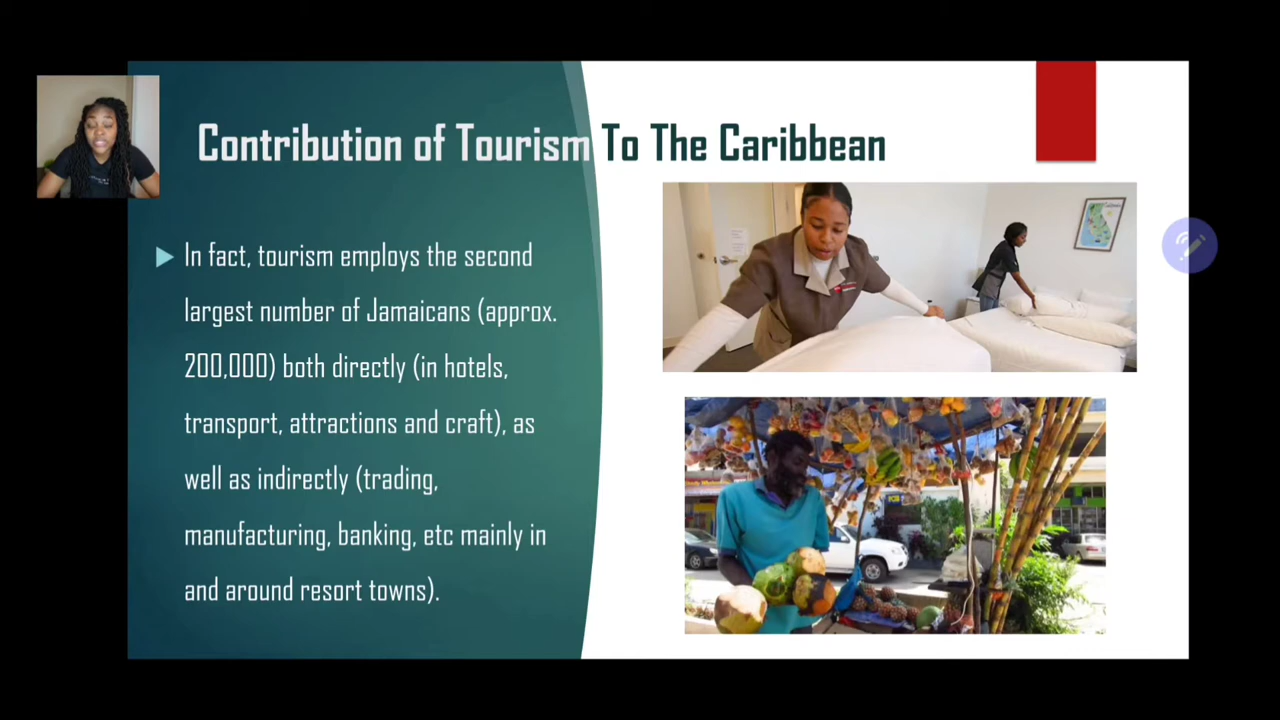 Contribution of Tourism To The Caribbean
In fact, tourism employs the second
largest number of Jamaicans (approx.
200,000) both directly (in hotels,
transport, attractions and craft), as
well as indirectly (trading,
manufacturing, banking, etc mainly in
and around resort towns).